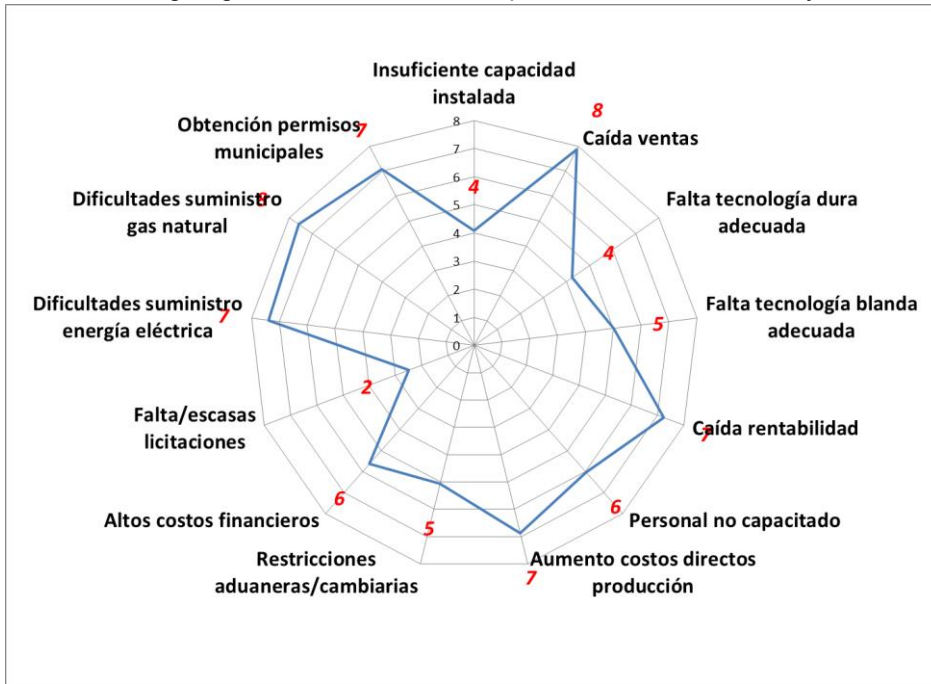 Insuficiente capacidad
instalada
8
Caída ventas
Obtención permisos
municipales
7
Dificultades suministro
gas natural
8
Falta tecnología dura
adecuada
4
4
Dificultades suministro
energía eléctrica
7
Falta tecnología blanda
adecuada
5
8
7
6
5
4
3
2
1
0
Falta/escasas
licitaciones
2
Caída rentabilidad
7
Altos costos financieros
6
Personal no capacitado
6
Restricciones
aduaneras/cambiarias
5
Aumento costos directos
producción
7